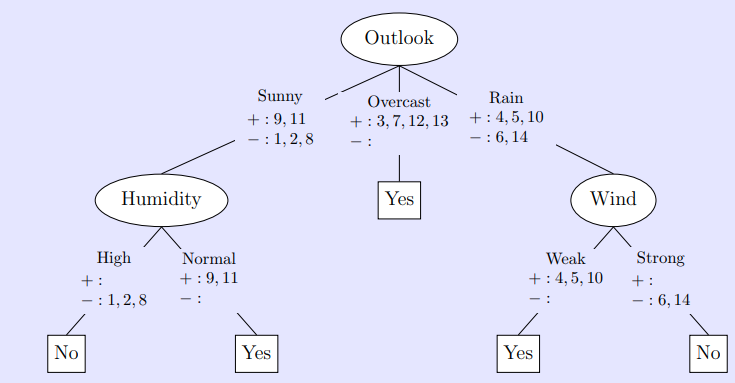 Outlook
Sunny
+ : 9, 11
− : 1, 2, 8
Overcast
+ : 3, 7, 12, 13
− :
Rain
+ : 4, 5, 10
− : 6, 14
Humidity
Yes
Wind
High
+ :
− : 1, 2, 8
Normal
+ : 9, 11
− :
Weak
+ : 4, 5, 10
− :
Strong
+ :
− : 6, 14
No
Yes
Yes
No